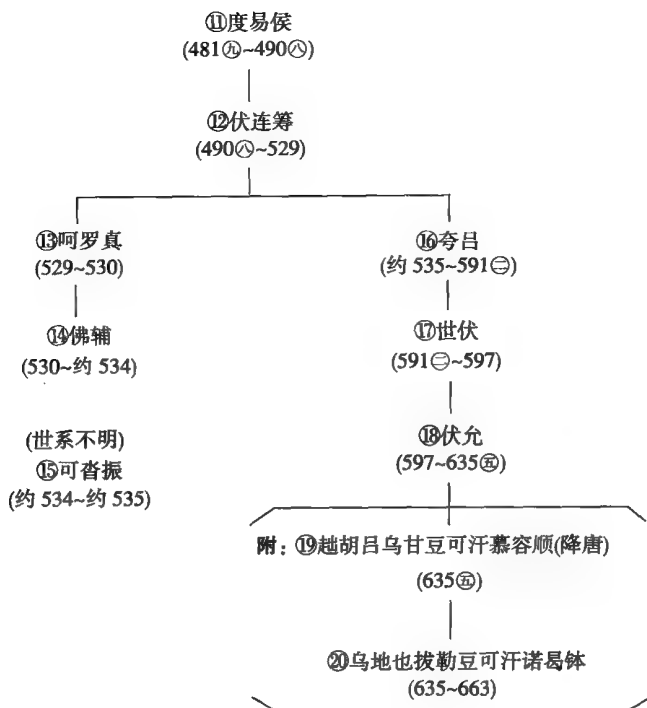 ⑪度易侯
(481㊈~490㊇)
⑫伏连筹
(490㊇~529)
⑬呵罗真
(529~530)
⑭佛辅
(530~约 534)
(世系不明)
⑮可沓振
(约 534~约 535)
⑯夸吕
(约 535~591㊁)
⑰世伏
(591㊁~597)
⑱伏允
(597~635㊄)
附：⑲趉胡吕乌甘豆可汗慕容顺(降唐)
(635㊄)
⑳乌地也拔勒豆可汗诺曷钵
(635~663)